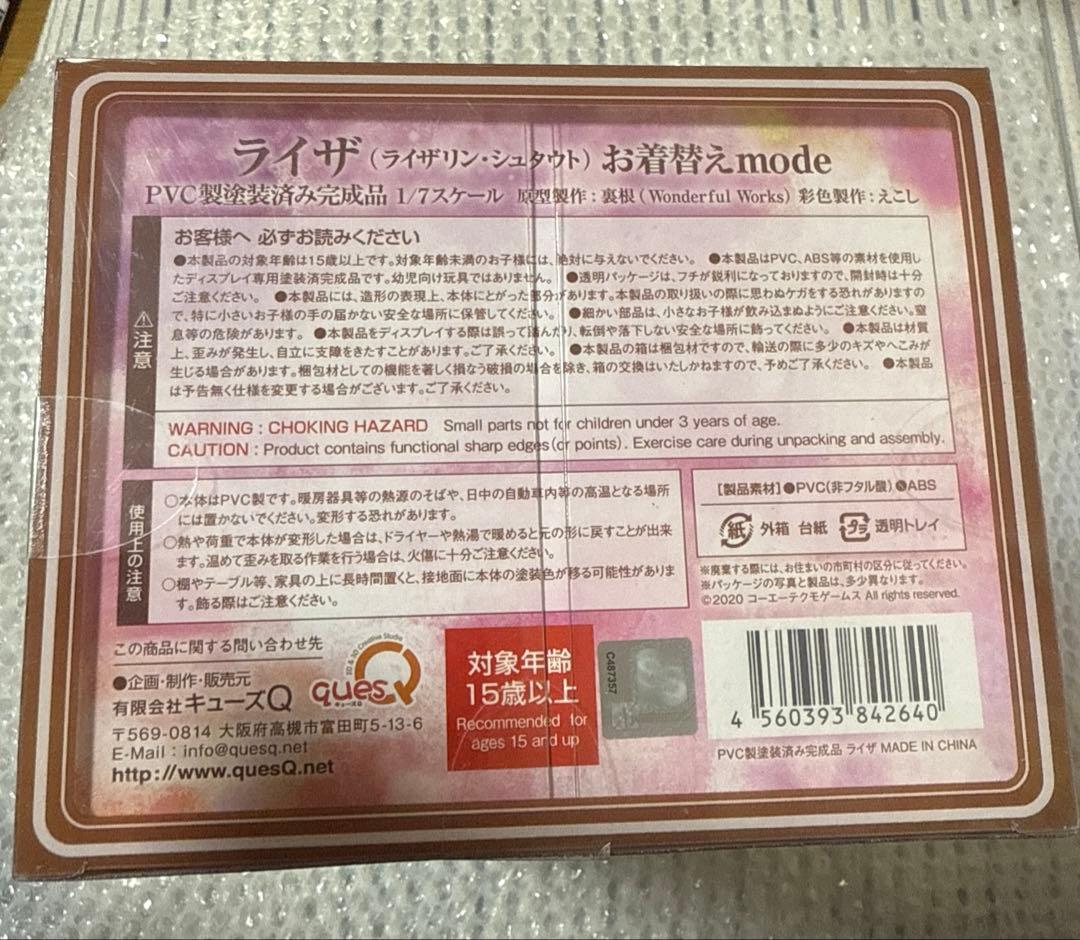 ライザ（ライザリン・シュタウト）お着替えmode
PVC製塗装済み完成品 1/7スケール 原型製作：裏根（Wonderful Works）彩色製作：えこし
⚠注意
お客様へ 必ずお読みください
●本製品の対象年齢は15歳以上です。対象年齢未満のお子様には、絶対に与えないでください。 ●本製品はPVC、ABS等の素材を使用し
たディスプレイ専用塗装済完成品です。幼児向け玩具ではありません。 ●透明パッケージは、フチが鋭利になっておりますので、開封時は十分
ご注意ください。 ●本製品には、造形の表現上、本体にとがった部分があります。本製品の取り扱いの際に思わぬケガをする恐れがありますの
で、特に小さいお子様の手の届かない安全な場所に保管してください。 ●細かい部品は、小さなお子様が飲み込まぬようにご注意ください。窒
息等の危険があります。 ●本製品をディスプレイする際は誤って踏んだり、転倒や落下しない安全な場所に飾ってください。 ●本製品は材質
上、歪みが発生し、自立に支障をきたすことがあります。ご了承ください。 ●本製品の箱は梱包材ですので、輸送の際に多少のキズやへこみが
生じる場合があります。梱包材としての機能を著しく損なう破損の場合を除き、箱の交換はいたしかねますので、予めご了承ください。 ●本製品
は予告無く仕様を変更する場合がございます。ご了承ください。
WARNING : CHOKING HAZARD Small parts not for children under 3 years of age.
CAUTION : Product contains functional sharp edges(or points). Exercise care during unpacking and assembly.
使用上の注意
○本体はPVC製です。暖房器具等の熱源のそばや、日中の自動車内等の高温となる場所
には置かないでください。変形する恐れがあります。
○熱や荷重で本体が変形した場合は、ドライヤーや熱湯で暖めると元の形に戻すことが出来
ます。温めて歪みを取る作業を行う場合は、火傷に十分ご注意ください。
○棚やテーブル等、家具の上に長時間置くと、接地面に本体の塗装色が移る可能性がありま
す。飾る際はご注意ください。
［製品素材］●PVC(非フタル酸) ●ABS
紙 外箱 台紙 プラ 透明トレイ
※廃棄する際には、お住まいの市町村の区分に従ってください。
※パッケージの写真と製品は、多少異なります。
©2020 コーエーテクモゲームス All rights reserved.
この商品に関する問い合わせ先
●企画・制作・販売元
有限会社キューズQ
2D & 3D Creative Studio
quesQ
キューズQ
〒569-0814 大阪府高槻市富田町5-13-6
E-Mail : info@quesq.net
http://www.quesQ.net
対象年齢
15歳以上
Recommended for
ages 15 and up
C487357
S
4 560393 842640
PVC製塗装済み完成品 ライザ MADE IN CHINA